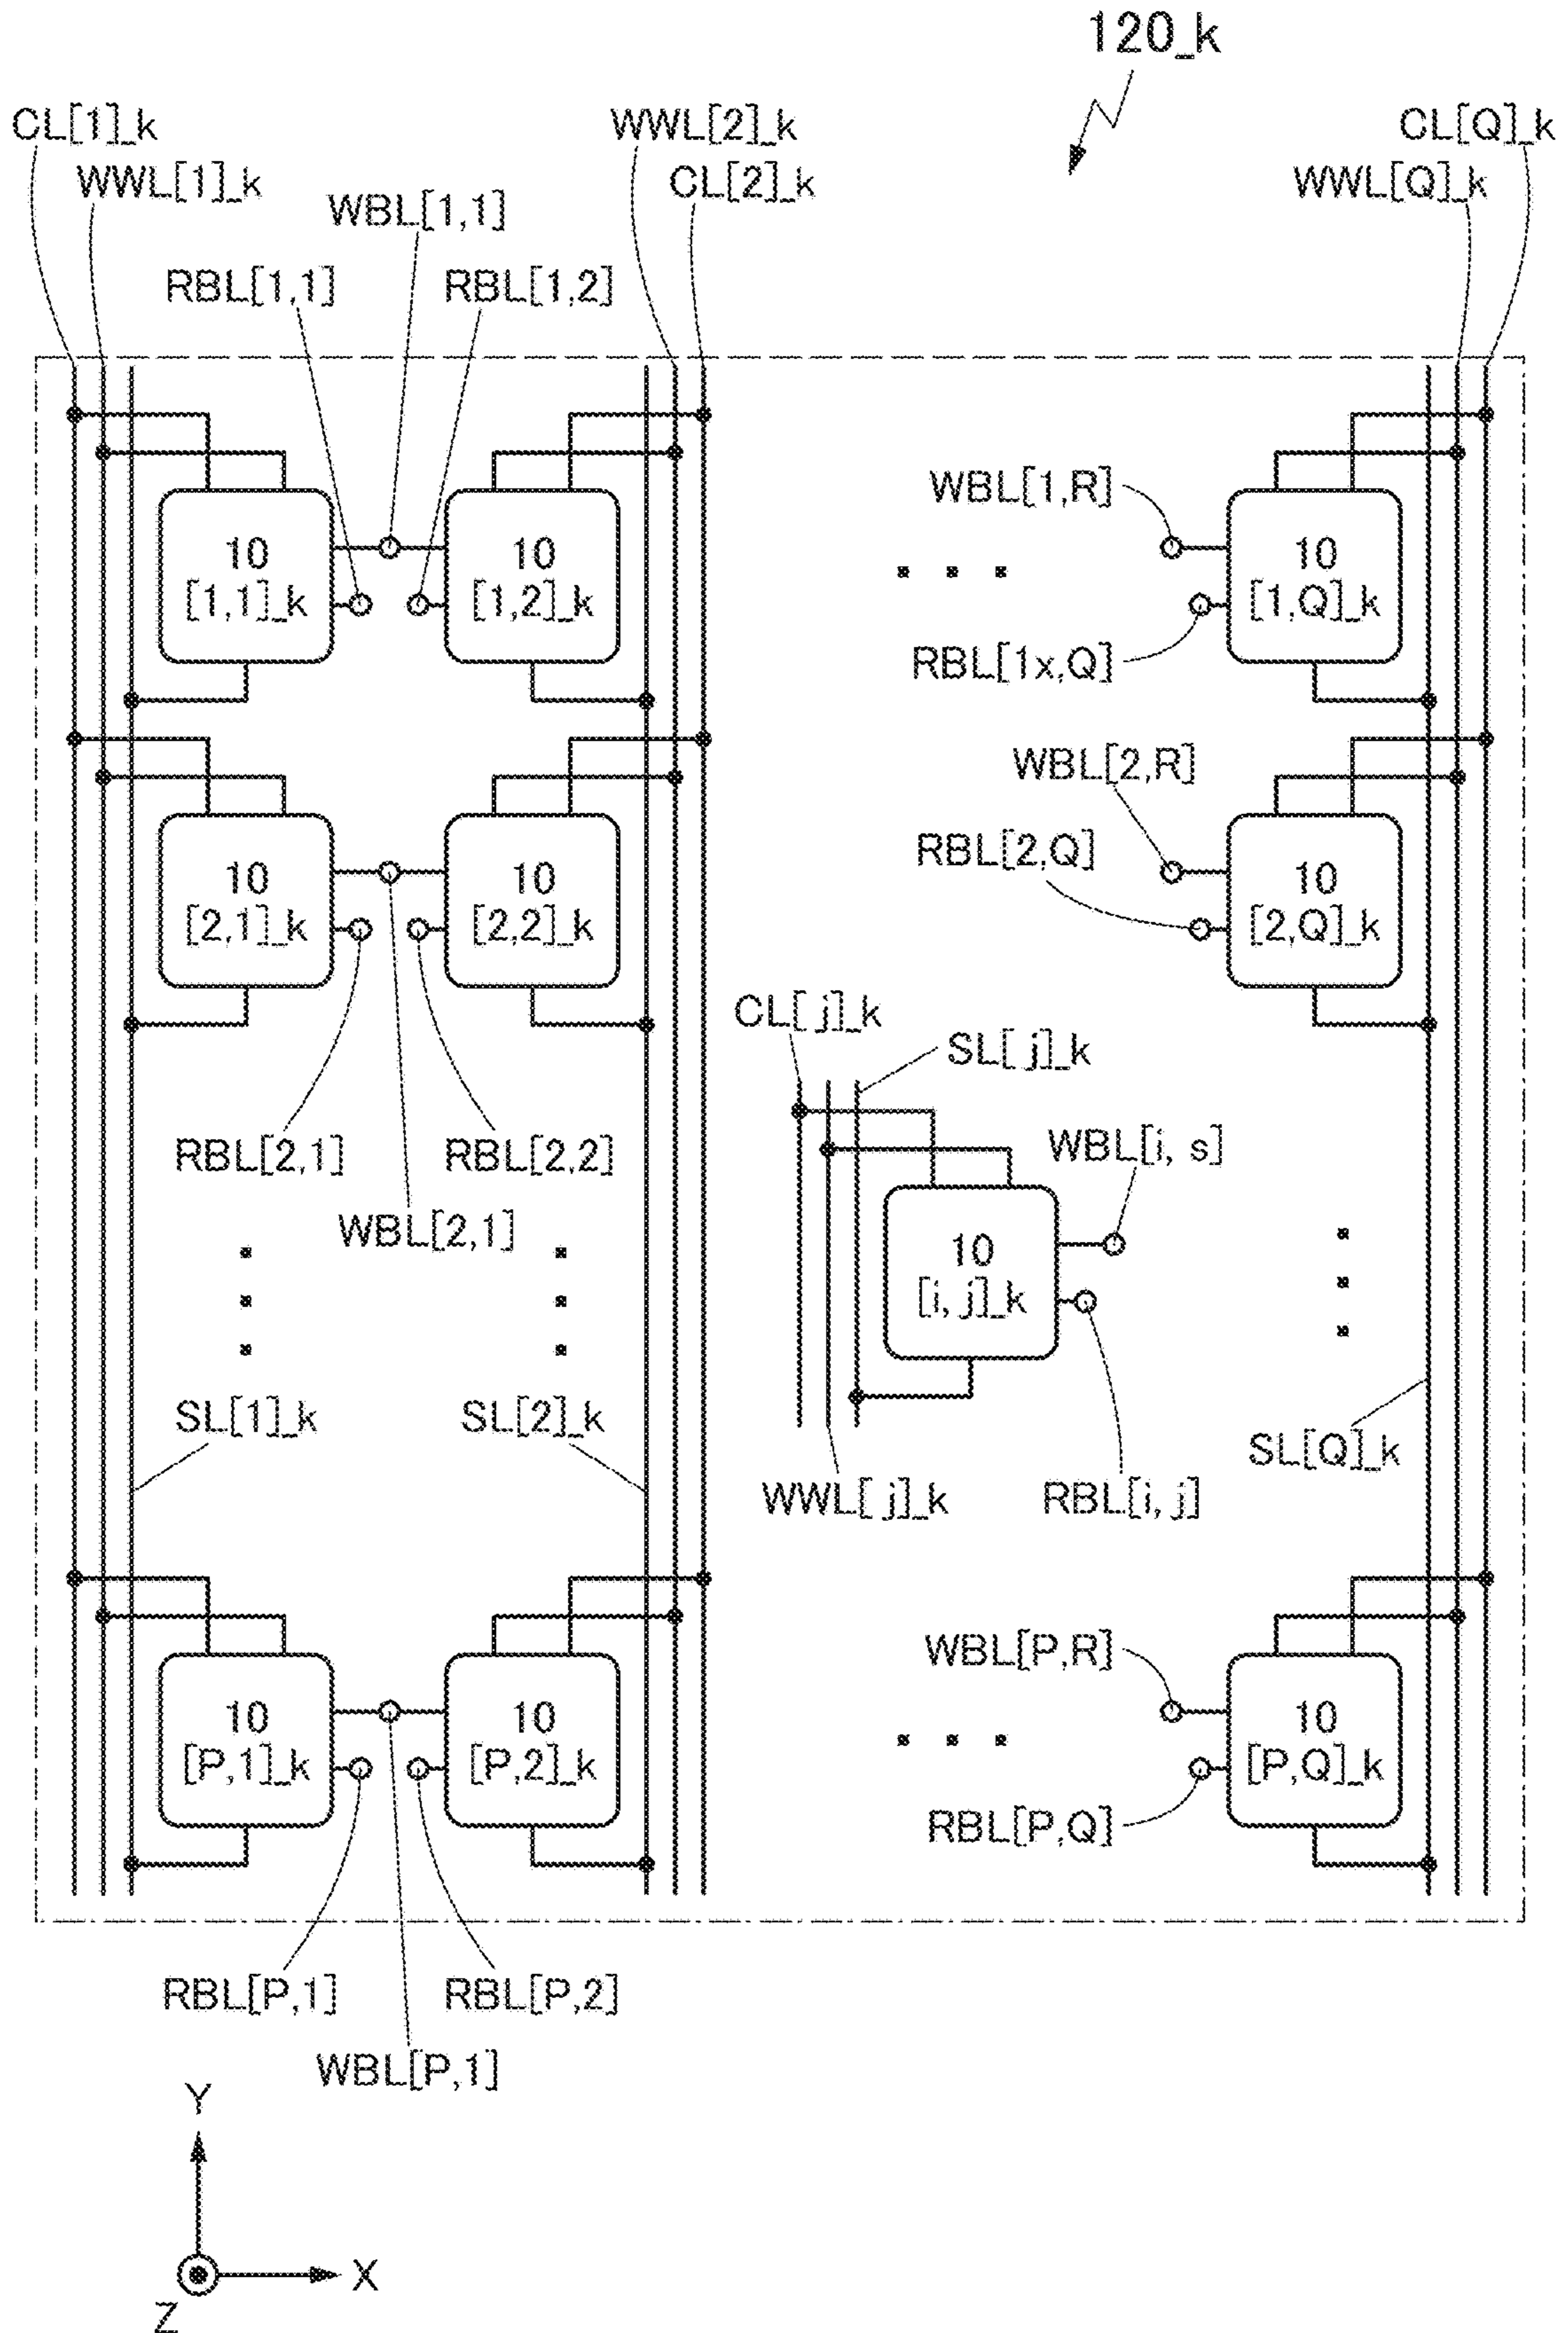 120_k
CL[1]_k
WWL[2]_k
CL[Q]_k
WWL[1]_k
CL[2]_k
WWL[Q]_k
WBL[1,1]
RBL[1,1]
RBL[1,2]
WBL[1,R]
10
[1,1]_k
10
[1,2]_k
10
[1,Q]_k
RBL[1x,Q]
WBL[2,R]
RBL[2,Q]
10
[2,1]_k
10
[2,2]_k
10
[2,Q]_k
CL[ j]_k
SL[ j]_k
RBL[2,1]
RBL[2,2]
WBL[i, s]
WBL[2,1]
10
[i, j]_k
SL[1]_k
SL[2]_k
SL[Q]_k
WWL[ j]_k
RBL[i, j]
WBL[P,R]
10
[P,1]_k
10
[P,2]_k
10
[P,Q]_k
RBL[P,Q]
RBL[P,1]
RBL[P,2]
WBL[P,1]
Y
X
Z